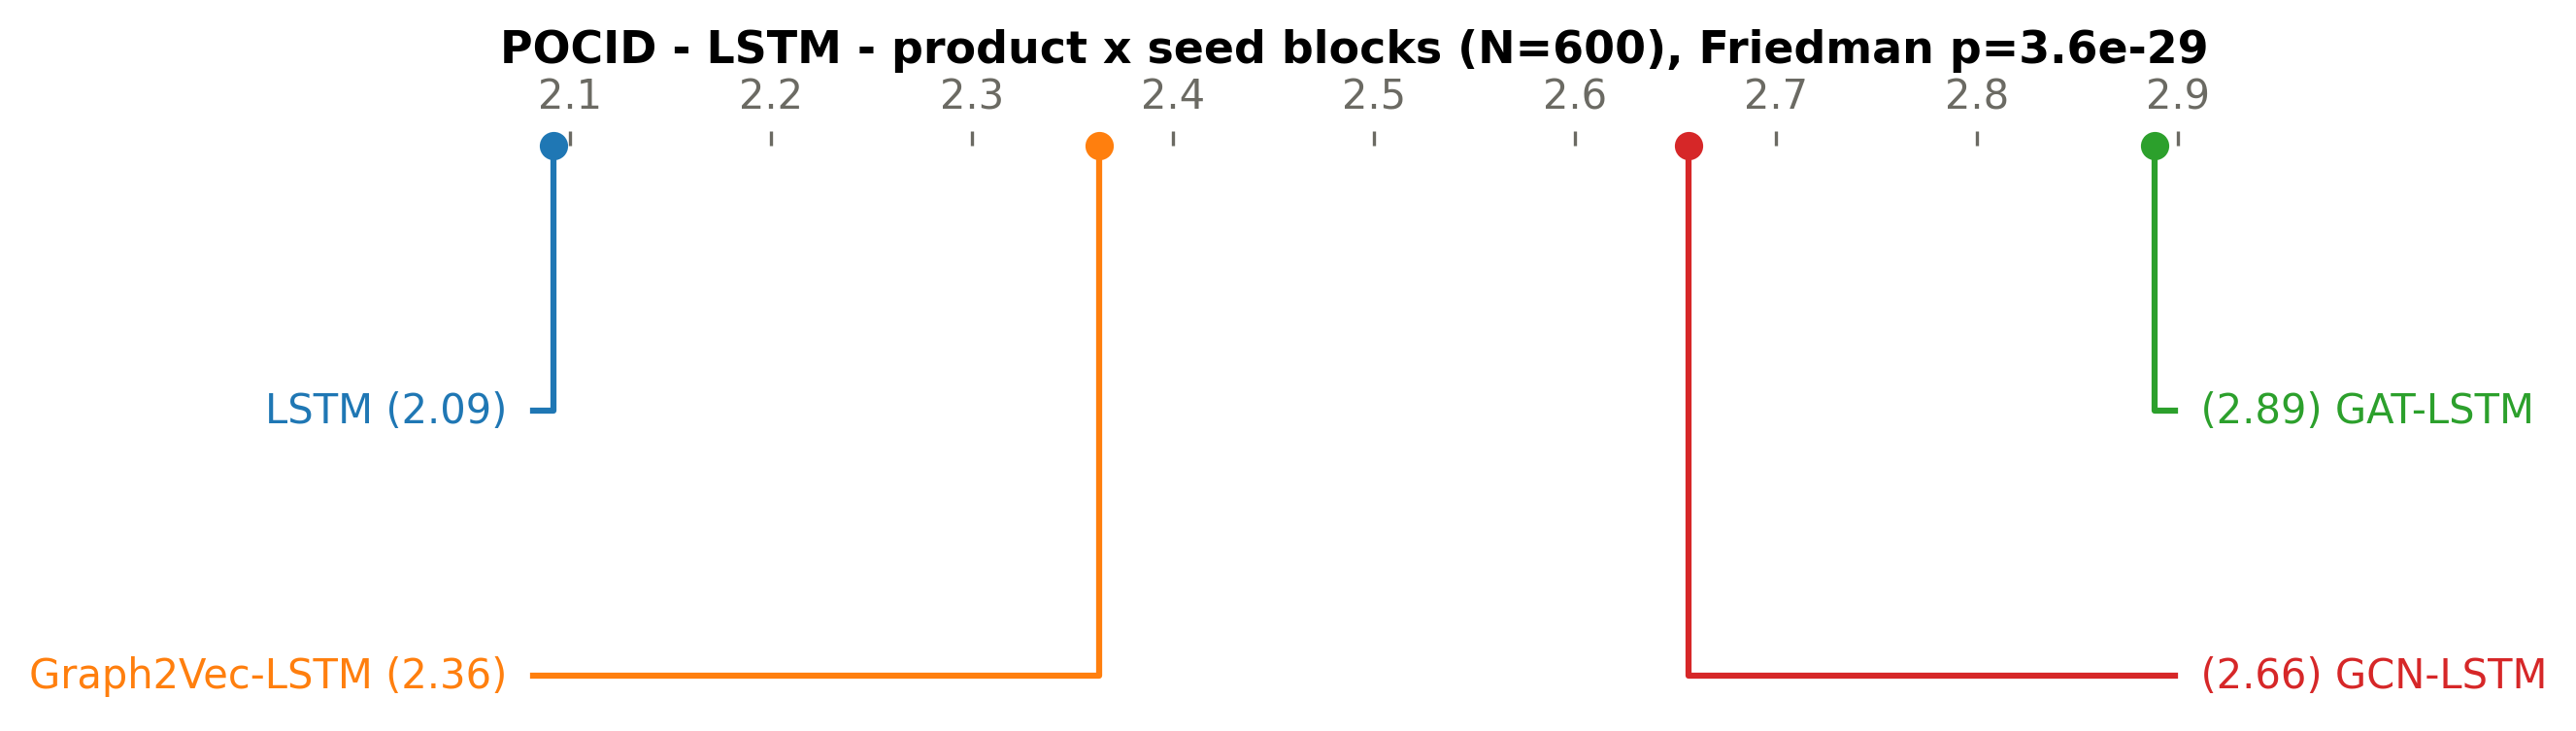 POCID - LSTM - product x seed blocks (N=600), Friedman p=3.6e-29
2.1 2.2 2.3 2.4 2.5 2.6 2.7 2.8 2.9
LSTM (2.09) (2.89) GAT-LSTM
Graph2Vec-LSTM (2.36) (2.66) GCN-LSTM